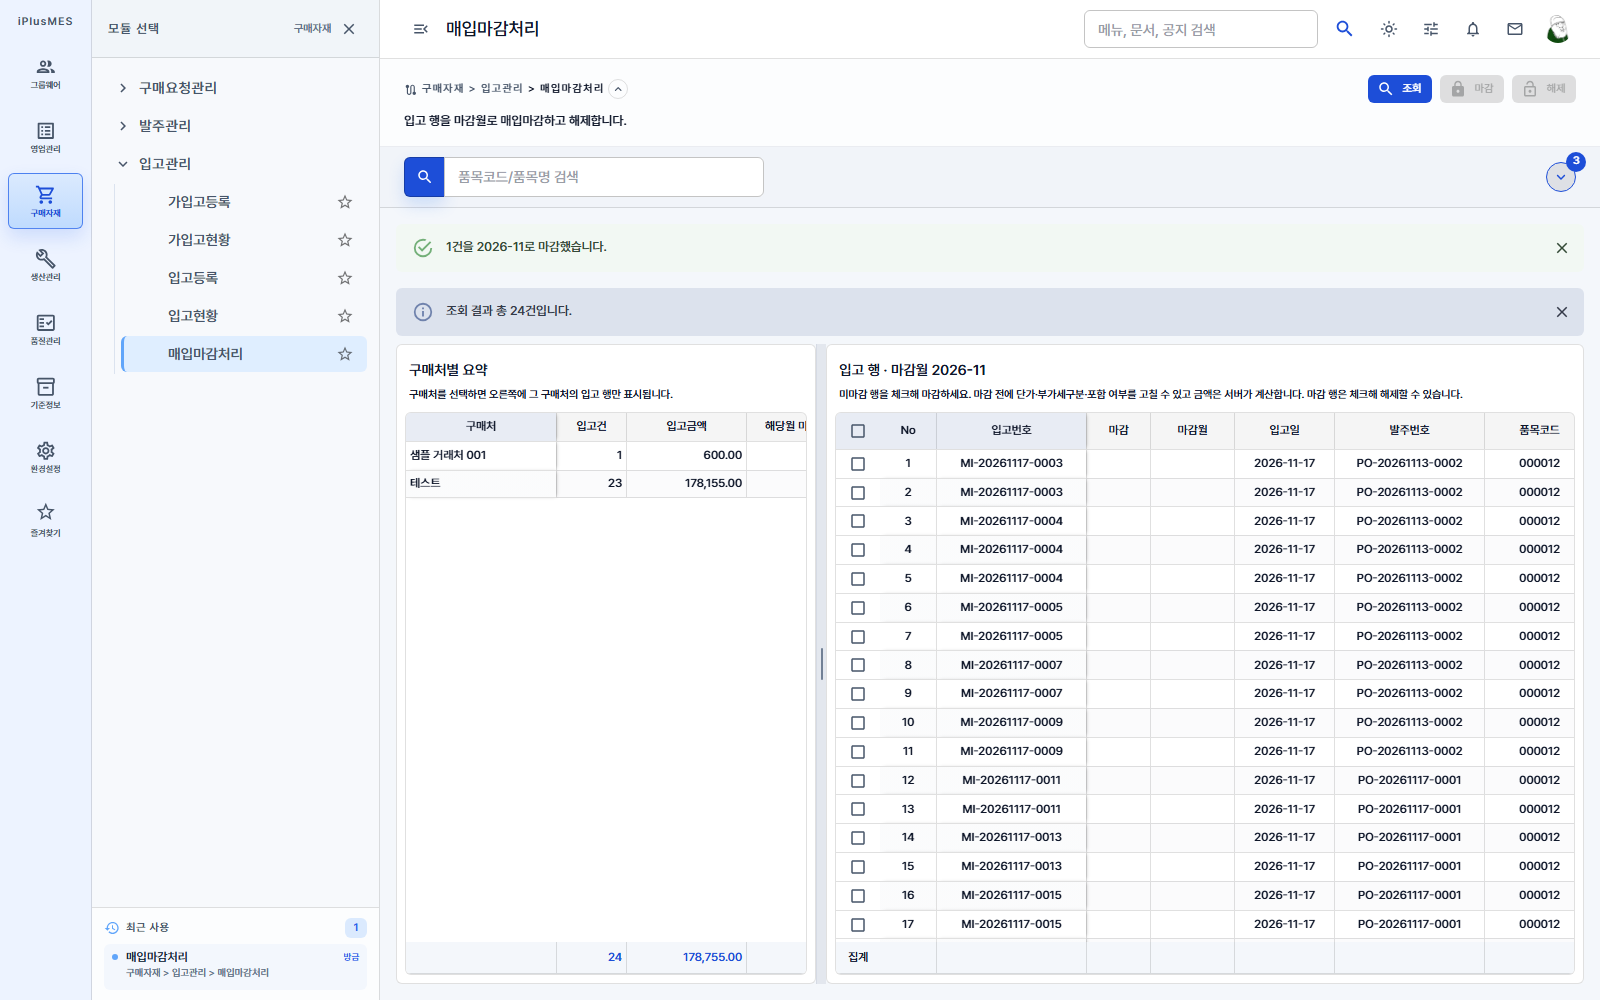 iPlusMES
그룹웨어
영업관리
구매자재
생산관리
품질관리
기준정보
환경설정
즐겨찾기
모듈 선택
구매자재
구매요청관리
발주관리
입고관리
가입고등록
가입고현황
입고등록
입고현황
매입마감처리
최근 사용
1
매입마감처리
방금
구매자재 > 입고관리 > 매입마감처리
매입마감처리
메뉴, 문서, 공지 검색
구매자재 > 입고관리 > 매입마감처리
조회
마감
해제
입고 행을 마감월로 매입마감하고 해제합니다.
품목코드/품목명 검색
3
1건을 2026-11로 마감했습니다.
조회 결과 총 24건입니다.
구매처별 요약
구매처를 선택하면 오른쪽에 그 구매처의 입고 행만 표시됩니다.
구매처 입고건 입고금액 해당월 미
샘플 거래처 001 1 600.00
테스트 23 178,155.00
24 178,755.00
입고 행 · 마감월 2026-11
미마감 행을 체크해 마감하세요. 마감 전에 단가·부가세구분·포함 여부를 고칠 수 있고 금액은 서버가 계산합니다. 마감 행은 체크해 해제할 수 있습니다.
No 입고번호 마감 마감월 입고일 발주번호 품목코드
1 MI-20261117-0003 2026-11-17 PO-20261113-0002 000012
2 MI-20261117-0003 2026-11-17 PO-20261113-0002 000012
3 MI-20261117-0004 2026-11-17 PO-20261113-0002 000012
4 MI-20261117-0004 2026-11-17 PO-20261113-0002 000012
5 MI-20261117-0004 2026-11-17 PO-20261113-0002 000012
6 MI-20261117-0005 2026-11-17 PO-20261113-0002 000012
7 MI-20261117-0005 2026-11-17 PO-20261113-0002 000012
8 MI-20261117-0007 2026-11-17 PO-20261113-0002 000012
9 MI-20261117-0007 2026-11-17 PO-20261113-0002 000012
10 MI-20261117-0009 2026-11-17 PO-20261113-0002 000012
11 MI-20261117-0009 2026-11-17 PO-20261113-0002 000012
12 MI-20261117-0011 2026-11-17 PO-20261117-0001 000012
13 MI-20261117-0011 2026-11-17 PO-20261117-0001 000012
14 MI-20261117-0013 2026-11-17 PO-20261117-0001 000012
15 MI-20261117-0013 2026-11-17 PO-20261117-0001 000012
16 MI-20261117-0015 2026-11-17 PO-20261117-0001 000012
17 MI-20261117-0015 2026-11-17 PO-20261117-0001 000012
집계